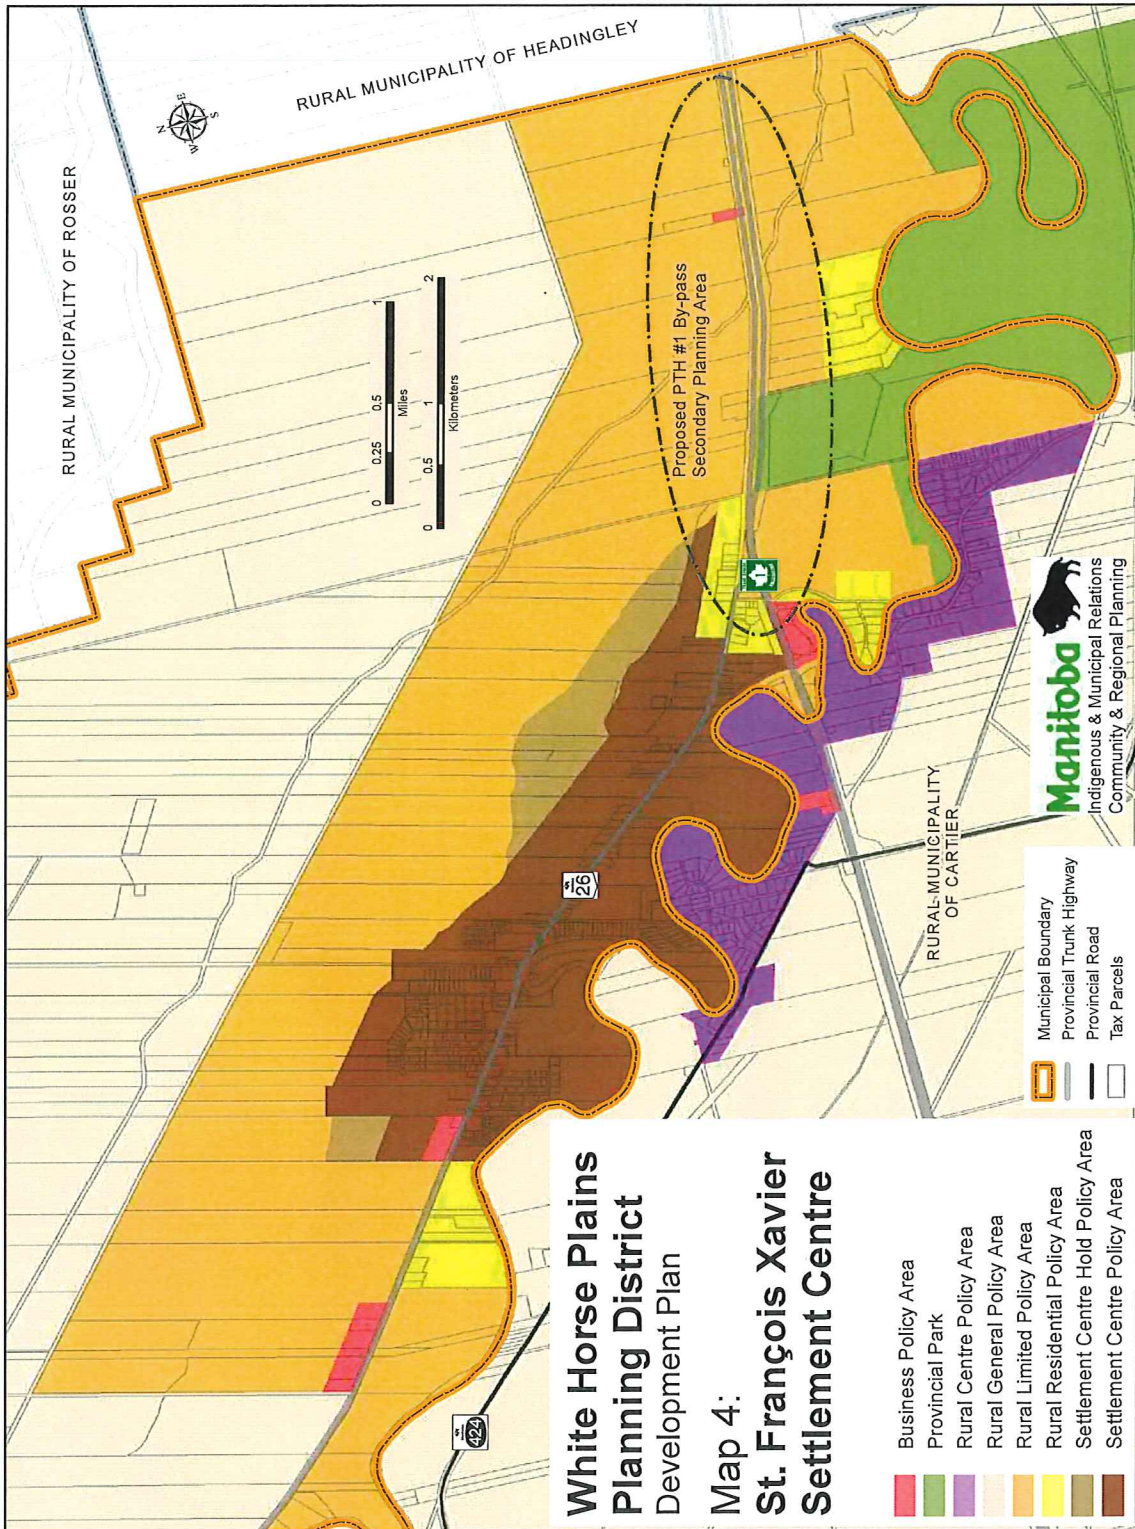 RURAL MUNICIPALITY OF ROSSER
RURAL MUNICIPALITY OF HEADINGLEY
N
E
S
W
0 0.25 0.5 1
Miles
0 0.5 1 2
Kilometers
Proposed PTH #1 By-pass
Secondary Planning Area
1
26
424
RURAL MUNICIPALITY
OF CARTIER
White Horse Plains
Planning District
Development Plan
Map 4:
St. François Xavier
Settlement Centre
Business Policy Area
Provincial Park
Rural Centre Policy Area
Rural General Policy Area
Rural Limited Policy Area
Rural Residential Policy Area
Settlement Centre Hold Policy Area
Settlement Centre Policy Area
Municipal Boundary
Provincial Trunk Highway
Provincial Road
Tax Parcels
Manitoba
Indigenous & Municipal Relations
Community & Regional Planning